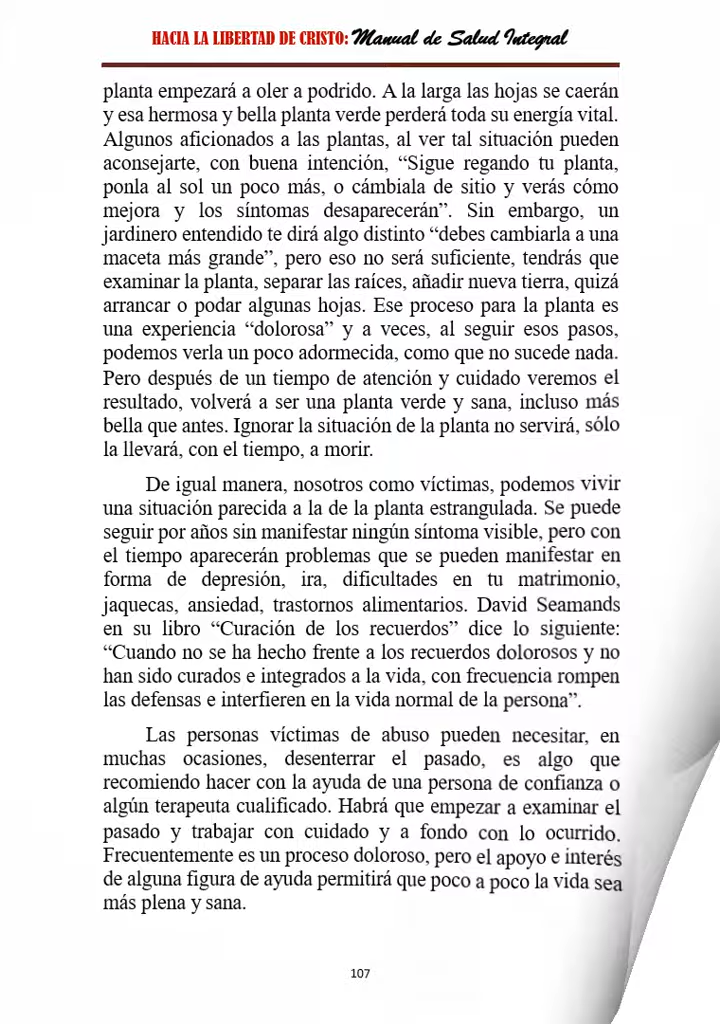 HACIA LA LIBERTAD DE CRISTO: Manual de Salud Integral
planta empezará a oler a podrido. A la larga las hojas se caerán
y esa hermosa y bella planta verde perderá toda su energía vital.
Algunos aficionados a las plantas, al ver tal situación pueden
aconsejarte, con buena intención, “Sigue regando tu planta,
ponla al sol un poco más, o cámbiala de sitio y verás cómo
mejora y los síntomas desaparecerán”. Sin embargo, un
jardinero entendido te dirá algo distinto “debes cambiarla a una
maceta más grande”, pero eso no será suficiente, tendrás que
examinar la planta, separar las raíces, añadir nueva tierra, quizá
arrancar o podar algunas hojas. Ese proceso para la planta es
una experiencia “dolorosa” y a veces, al seguir esos pasos,
podemos verla un poco adormecida, como que no sucede nada.
Pero después de un tiempo de atención y cuidado veremos el
resultado, volverá a ser una planta verde y sana, incluso más
bella que antes. Ignorar la situación de la planta no servirá, sólo
la llevará, con el tiempo, a morir.
De igual manera, nosotros como víctimas, podemos vivir
una situación parecida a la de la planta estrangulada. Se puede
seguir por años sin manifestar ningún síntoma visible, pero con
el tiempo aparecerán problemas que se pueden manifestar en
forma de depresión, ira, dificultades en tu matrimonio,
jaquecas, ansiedad, trastornos alimentarios. David Seamands
en su libro “Curación de los recuerdos” dice lo siguiente:
“Cuando no se ha hecho frente a los recuerdos dolorosos y no
han sido curados e integrados a la vida, con frecuencia rompen
las defensas e interfieren en la vida normal de la persona”.
Las personas víctimas de abuso pueden necesitar, en
muchas ocasiones, desenterrar el pasado, es algo que
recomiendo hacer con la ayuda de una persona de confianza o
algún terapeuta cualificado. Habrá que empezar a examinar el
pasado y trabajar con cuidado y a fondo con lo ocurrido.
Frecuentemente es un proceso doloroso, pero el apoyo e interés
de alguna figura de ayuda permitirá que poco a poco la vida sea
más plena y sana.
107